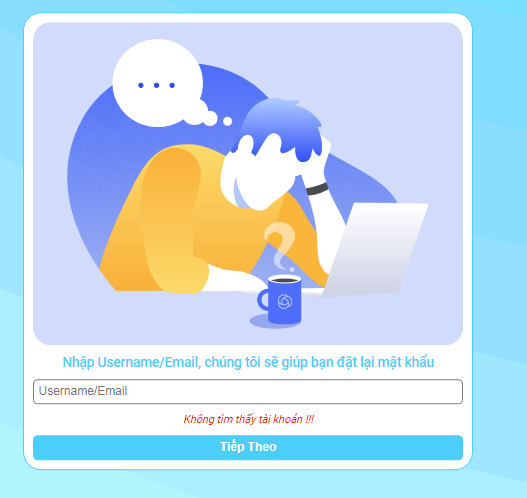 Nhập Username/Email, chúng tôi sẽ giúp bạn đặt lại mật khẩu
Username/Email
Không tìm thấy tài khoản !!!
Tiếp Theo